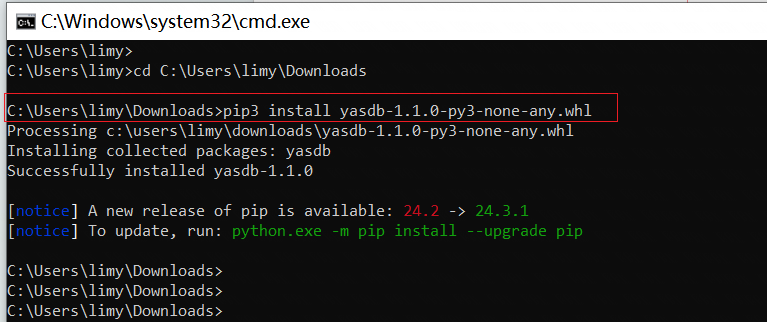 C:\Windows\system32\cmd.exe
C:\Users\limy>
C:\Users\limy>cd C:\Users\limy\Downloads
C:\Users\limy\Downloads>pip3 install yasdb-1.1.0-py3-none-any.whl
Processing c:\users\limy\downloads\yasdb-1.1.0-py3-none-any.whl
Installing collected packages: yasdb
Successfully installed yasdb-1.1.0
[notice] A new release of pip is available: 24.2 -> 24.3.1
[notice] To update, run: python.exe -m pip install --upgrade pip
C:\Users\limy\Downloads>
C:\Users\limy\Downloads>
C:\Users\limy\Downloads>